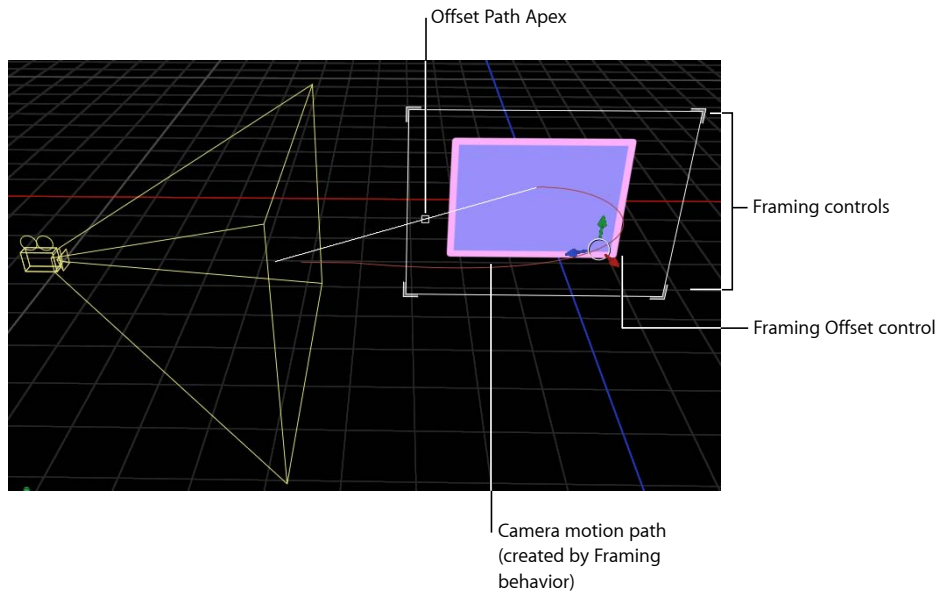 Offset Path Apex
Framing controls
Framing Offset control
Camera motion path
(created by Framing
behavior)